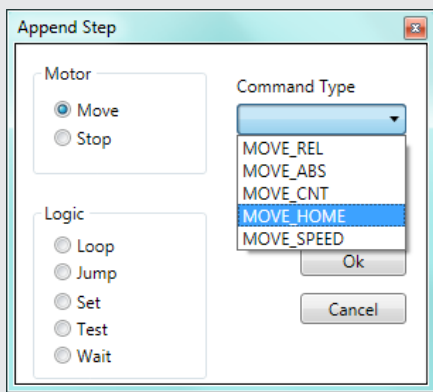 Append Step
Motor
Move
Stop
Command Type
MOVE_REL
MOVE_ABS
MOVE_CNT
MOVE_HOME
MOVE_SPEED
Logic
Loop
Jump
Set
Test
Wait
Ok
Cancel